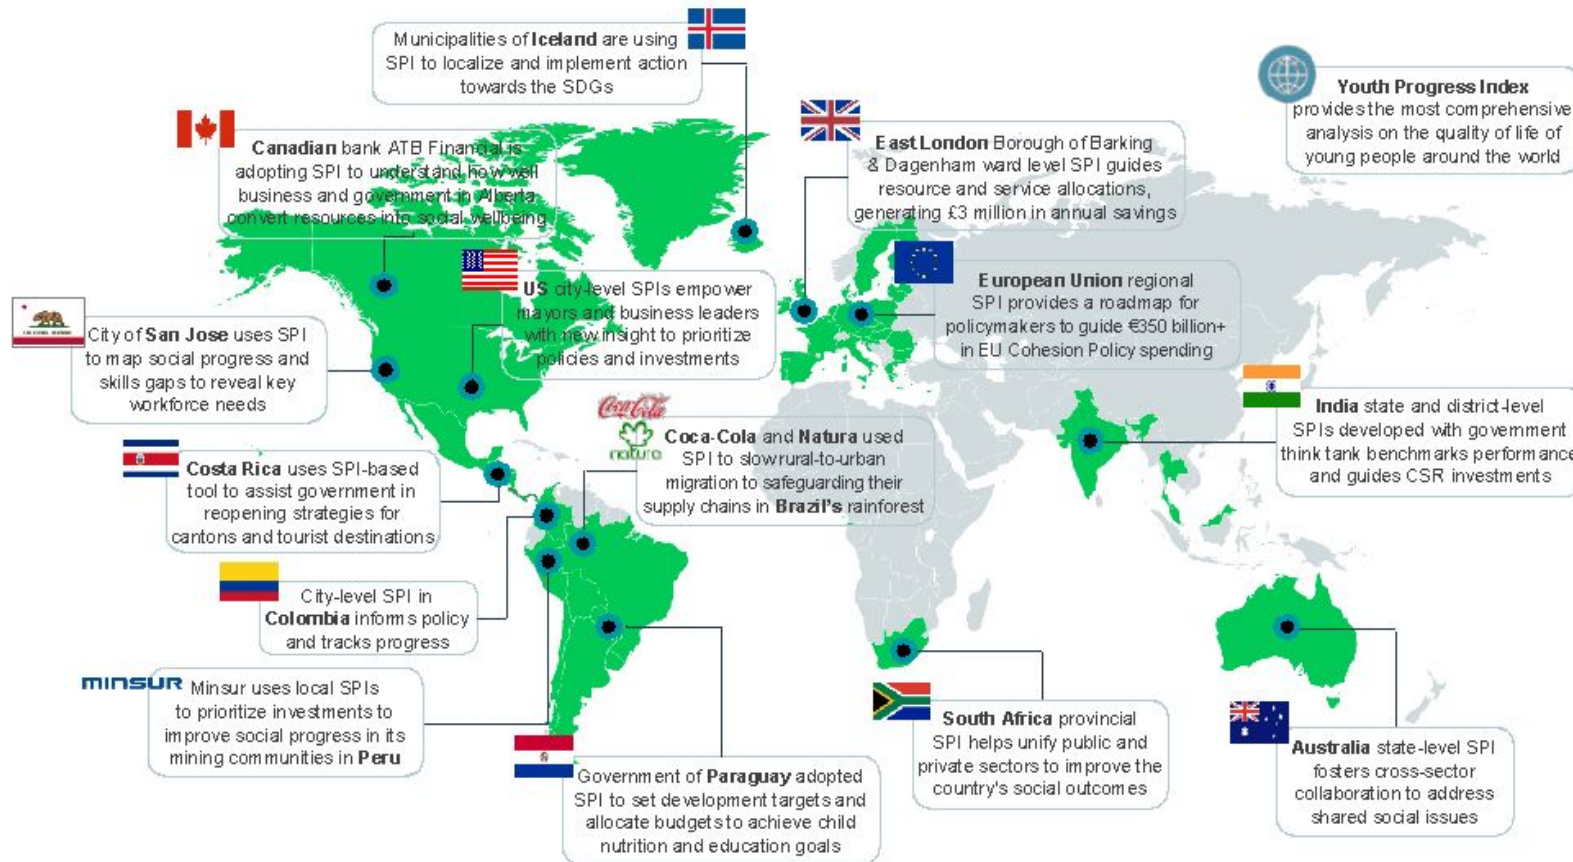 Municipalities of Iceland are using
SPI to localize and implement action
towards the SDGs
Youth Progress Index
provides the most comprehensive
analysis on the quality of life of
young people around the world
Canadian bank ATB Financial is
adopting SPI to understand how well
business and government in Alberta
convert resources into social wellbeing
East London Borough of Barking
& Dagenham ward level SPI guides
resource and service allocations,
generating £3 million in annual savings
US city-level SPIs empower
mayors and business leaders
with new insight to prioritize
policies and investments
European Union regional
SPI provides a roadmap for
policymakers to guide €350 billion+
in EU Cohesion Policy spending
City of San Jose uses SPI
to map social progress and
skills gaps to reveal key
workforce needs
India state and district-level
SPIs developed with government
think tank benchmarks performance
and guides CSR investments
Coca-Cola
natura
Coca-Cola and Natura used
SPI to slow rural-to-urban
migration to safeguarding their
supply chains in Brazil's rainforest
Costa Rica uses SPI-based
tool to assist government in
reopening strategies for
cantons and tourist destinations
City-level SPI in
Colombia informs policy
and tracks progress
MINSUR
Minsur uses local SPIs
to prioritize investments to
improve social progress in its
mining communities in Peru
Government of Paraguay adopted
SPI to set development targets and
allocate budgets to achieve child
nutrition and education goals
South Africa provincial
SPI helps unify public and
private sectors to improve the
country's social outcomes
Australia state-level SPI
fosters cross-sector
collaboration to address
shared social issues